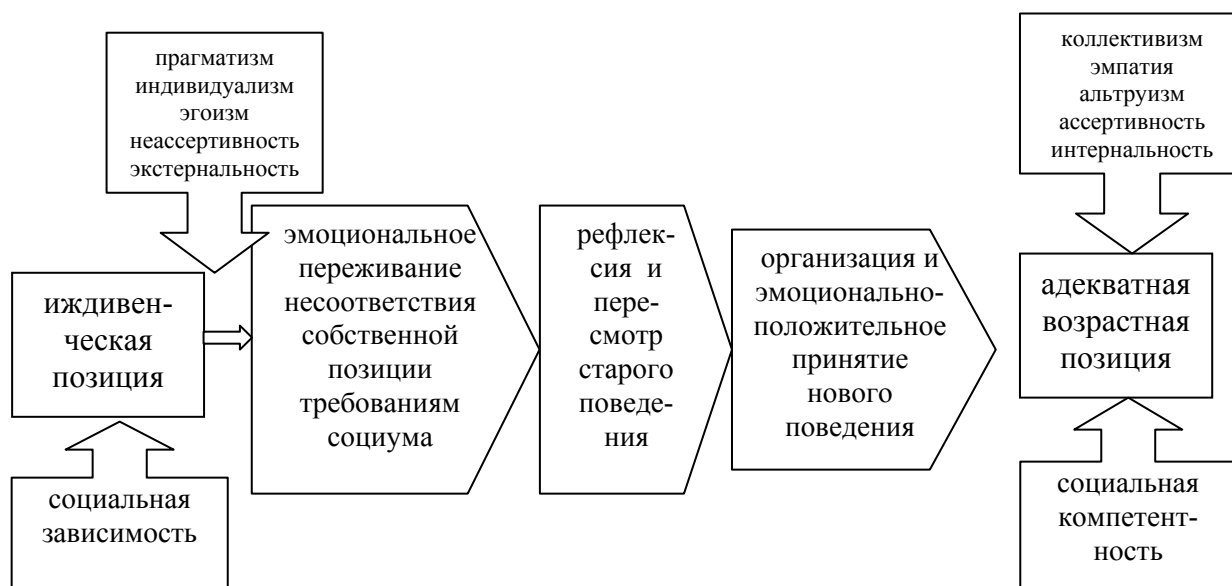 прагматизм
индивидуализм
эгоизм
неассертивность
экстернальность
иждивен-
ческая
позиция
социальная
зависимость
эмоциональное
переживание
несоответствия
собственной
позиции
требованиям
социума
рефлек-
сия и
пере-
смотр
старого
поведе-
ния
организация и
эмоционально-
положительное
принятие
нового
поведения
коллективизм
эмпатия
альтруизм
ассертивность
интернальность
адекватная
возрастная
позиция
социальная
компетент-
ность